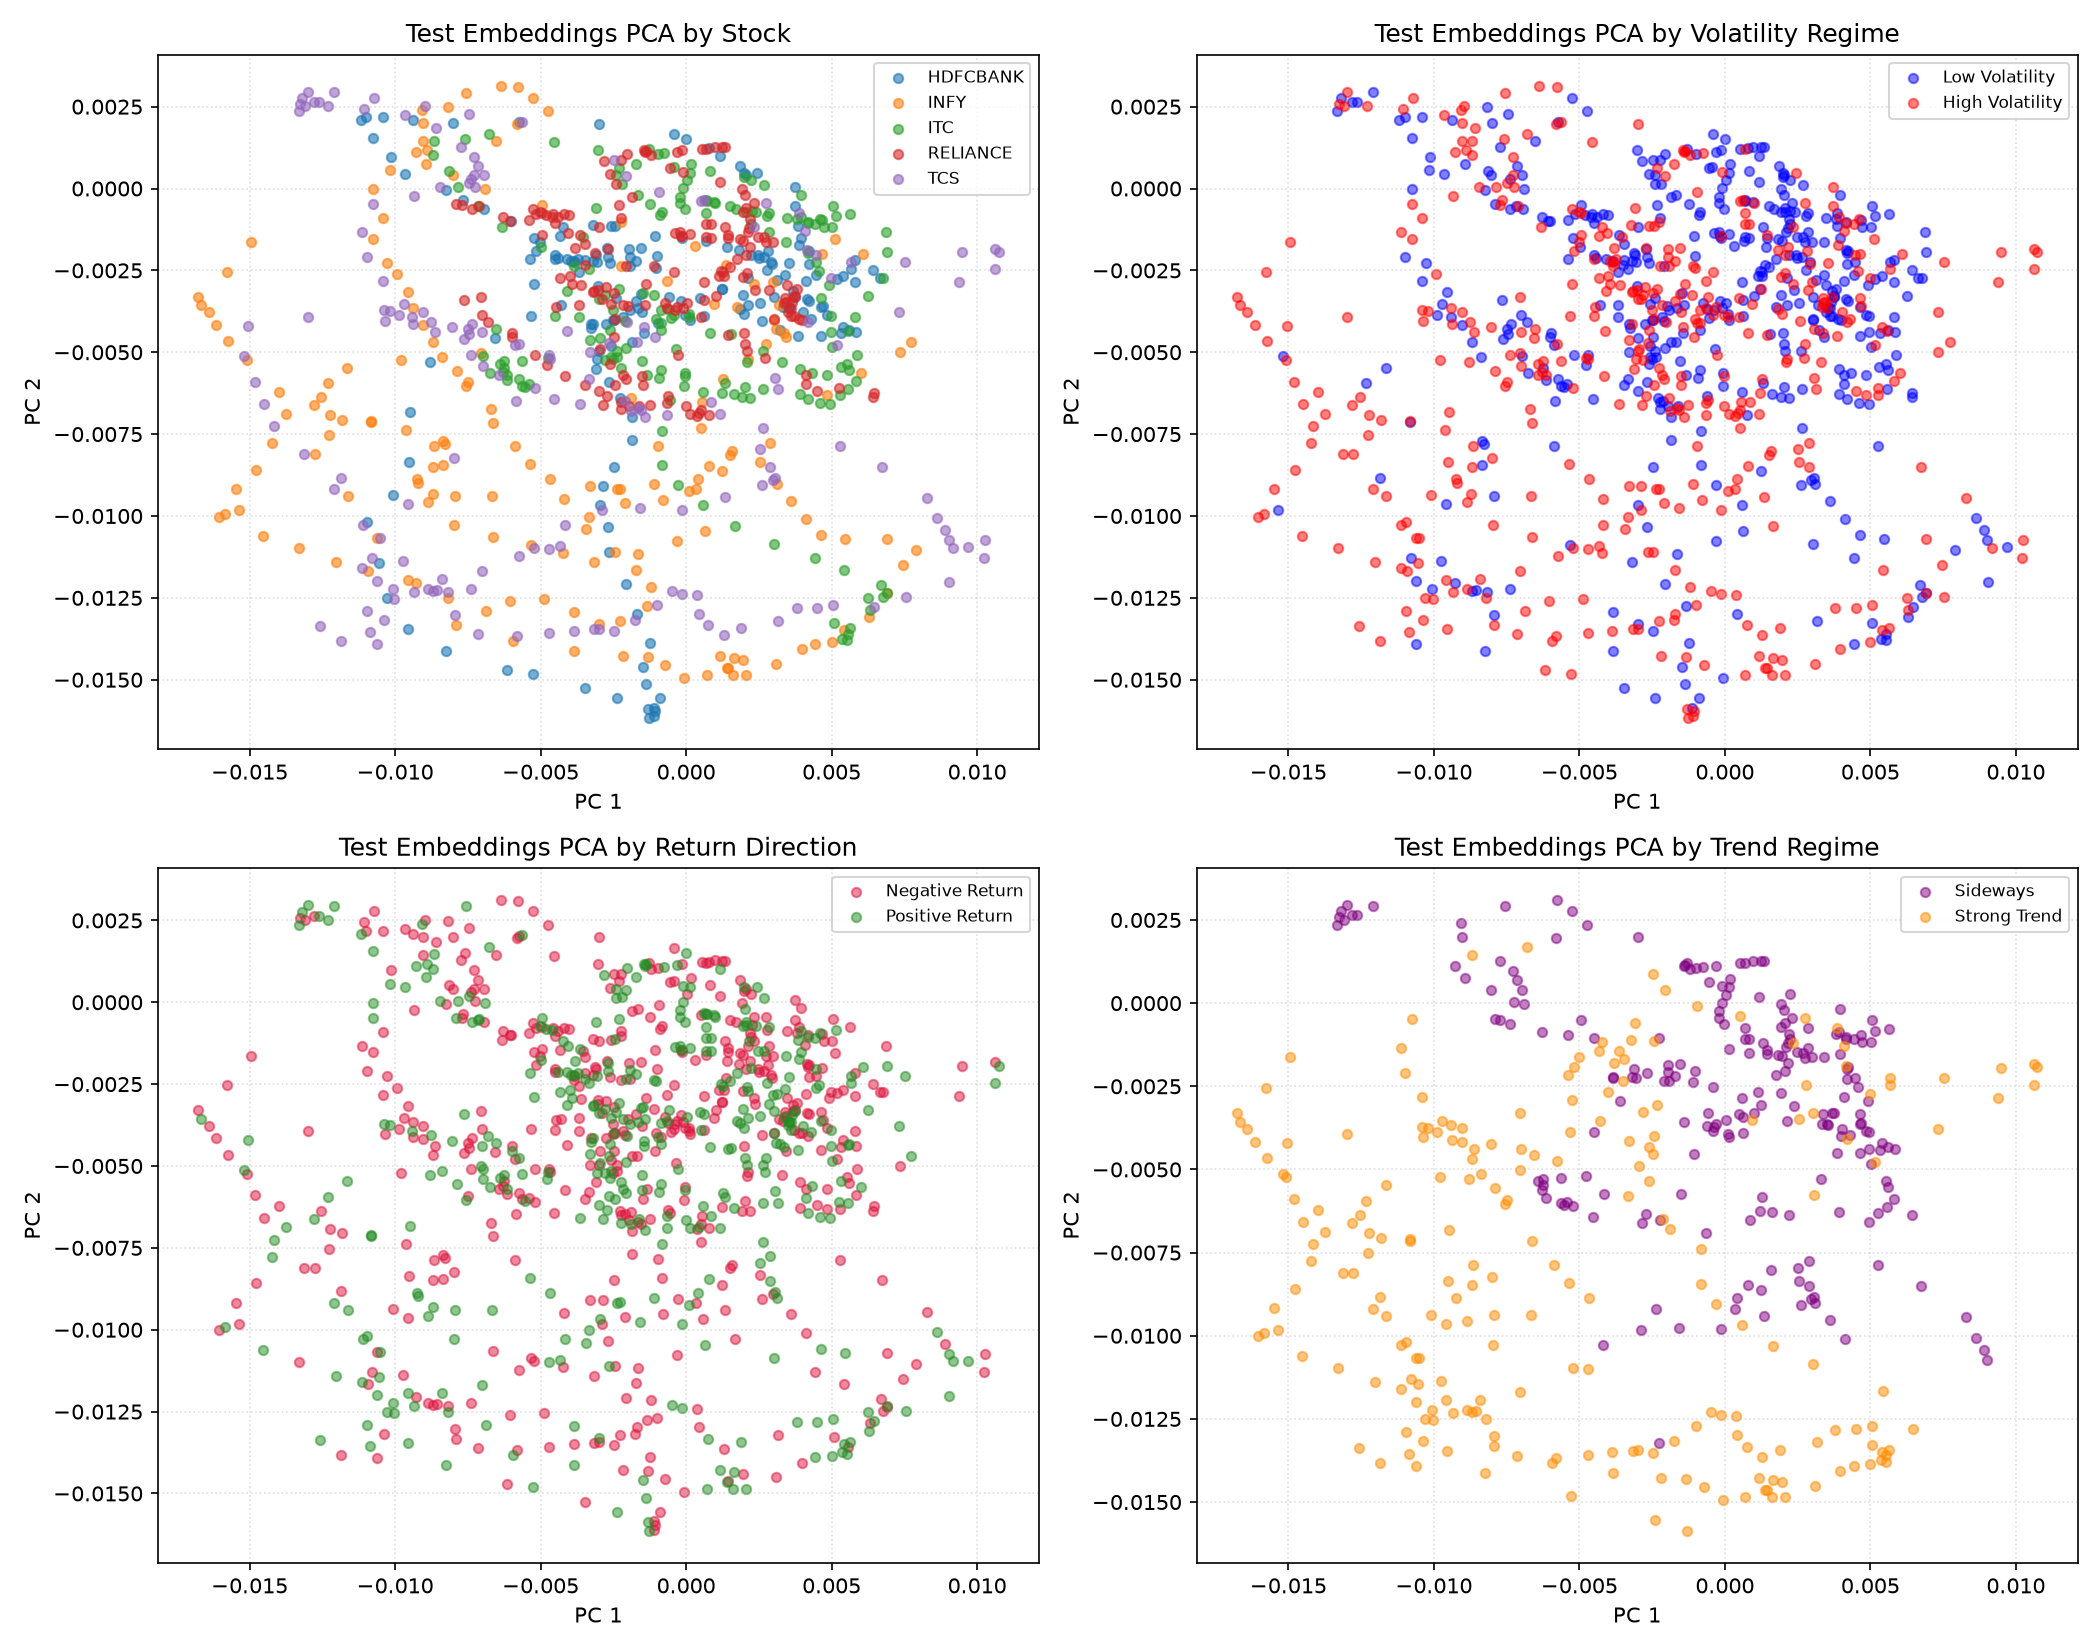 Test Embeddings PCA by Stock
HDFCBANK
INFY
ITC
RELIANCE
TCS
0.0025
0.0000
−0.0025
−0.0050
−0.0075
−0.0100
−0.0125
−0.0150
PC 2
−0.015
−0.010
−0.005
0.000
0.005
0.010
PC 1
Test Embeddings PCA by Volatility Regime
Low Volatility
High Volatility
0.0025
0.0000
−0.0025
−0.0050
−0.0075
−0.0100
−0.0125
−0.0150
PC 2
−0.015
−0.010
−0.005
0.000
0.005
0.010
PC 1
Test Embeddings PCA by Return Direction
Negative Return
Positive Return
0.0025
0.0000
−0.0025
−0.0050
−0.0075
−0.0100
−0.0125
−0.0150
PC 2
−0.015
−0.010
−0.005
0.000
0.005
0.010
PC 1
Test Embeddings PCA by Trend Regime
Sideways
Strong Trend
0.0025
0.0000
−0.0025
−0.0050
−0.0075
−0.0100
−0.0125
−0.0150
PC 2
−0.015
−0.010
−0.005
0.000
0.005
0.010
PC 1